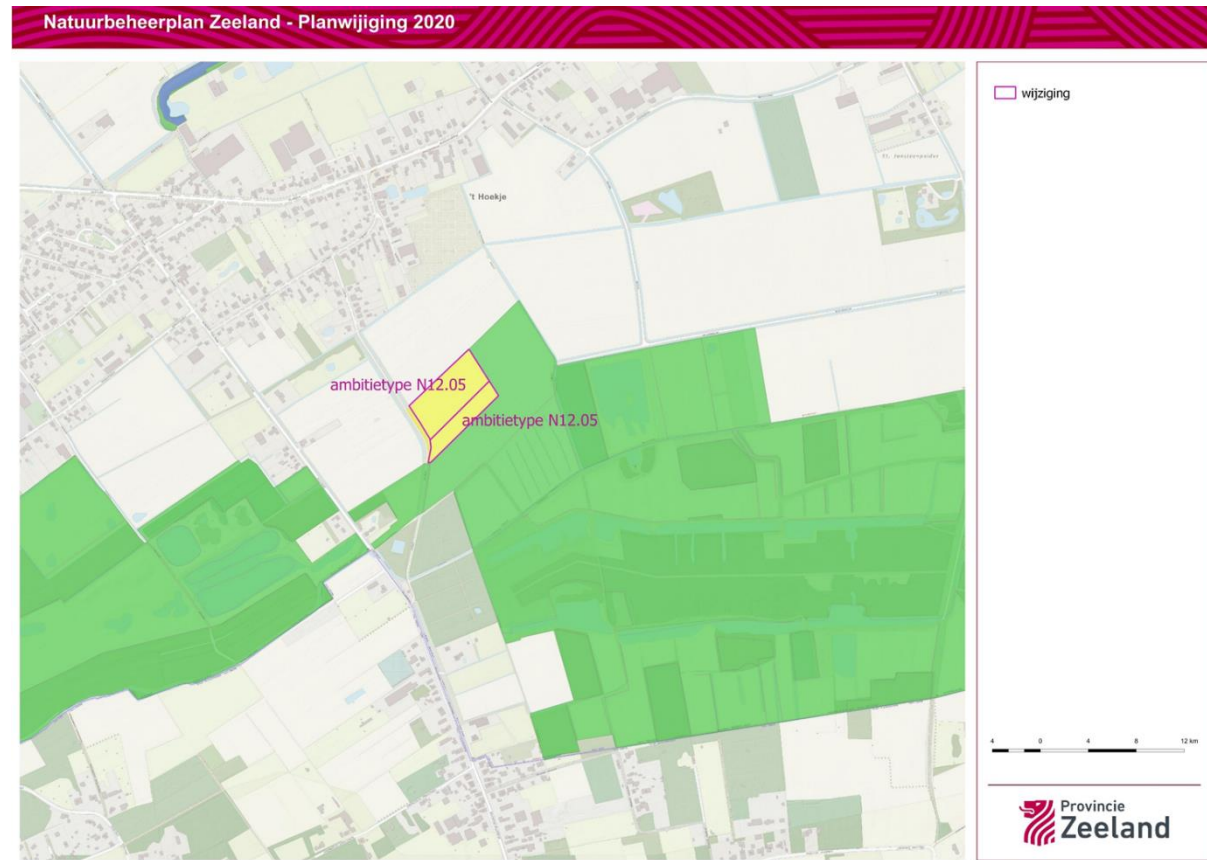 Natuurbeheerplan Zeeland - Planwijziging 2020
wijziging
't Hoekje
ambitietype N12.05
ambitietype N12.05
4 0 4 8 12 km
Provincie
Zeeland